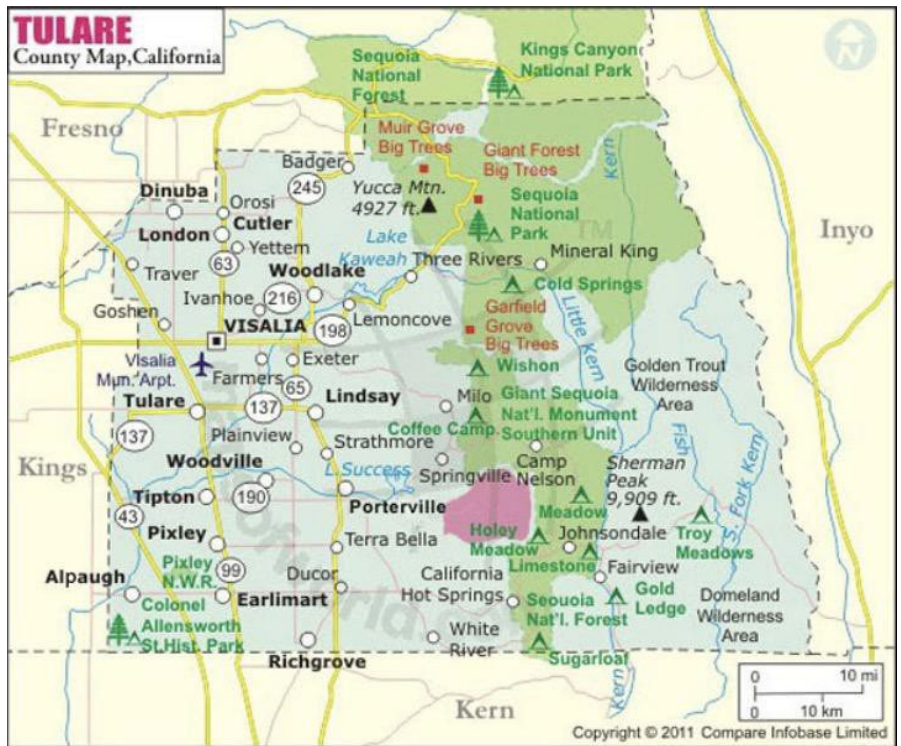 TULARE
County Map,California
N
Sequoia
National
Forest
Kings Canyon
National Park
Fresno
Muir Grove
Big Trees
Giant Forest
Big Trees
Kern
Badger
245
Yucca Mtn.
4927 ft.
Dinuba
Orosi
London
Cutler
Yettem
63
Sequoia
National
Park
TM
Inyo
Lake
Kaweah
Three Rivers
Mineral King
Traver
Woodlake
Cold Springs
Ivanhoe
216
Goshen
VISALIA
198
Lemoncove
Garfield
Grove
Big Trees
Little Kern
Visalia
Mun. Arpt.
Farmers
Exeter
65
Wishon
Golden Trout
Wilderness
Area
Tulare
137
Lindsay
Milo
Giant Sequoia
Nat'l. Monument
Southern Unit
Coffee Camp
137
Plainview
Strathmore
Fish
S. Fork Kern
Kings
Woodville
L. Success
Springville
Camp
Nelson
Sherman
Peak
9,909 ft.
Tipton
190
Porterville
Meadow
43
Holey
Meadow
Johnsondale
Troy
Meadows
Pixley
Terra Bella
Limestone
Fairview
Pixley
N.W.R.
99
Ducor
California
Hot Springs
Alpaugh
Colonel
Allensworth
St.Hist. Park
Earlimart
Sequoia
Nat'l. Forest
Gold
Ledge
Domeland
Wilderness
Area
Richgrove
White
River
Sugarloaf
Kern
Kern
0
10 mi
0
10 km
Copyright © 2011 Compare Infobase Limited